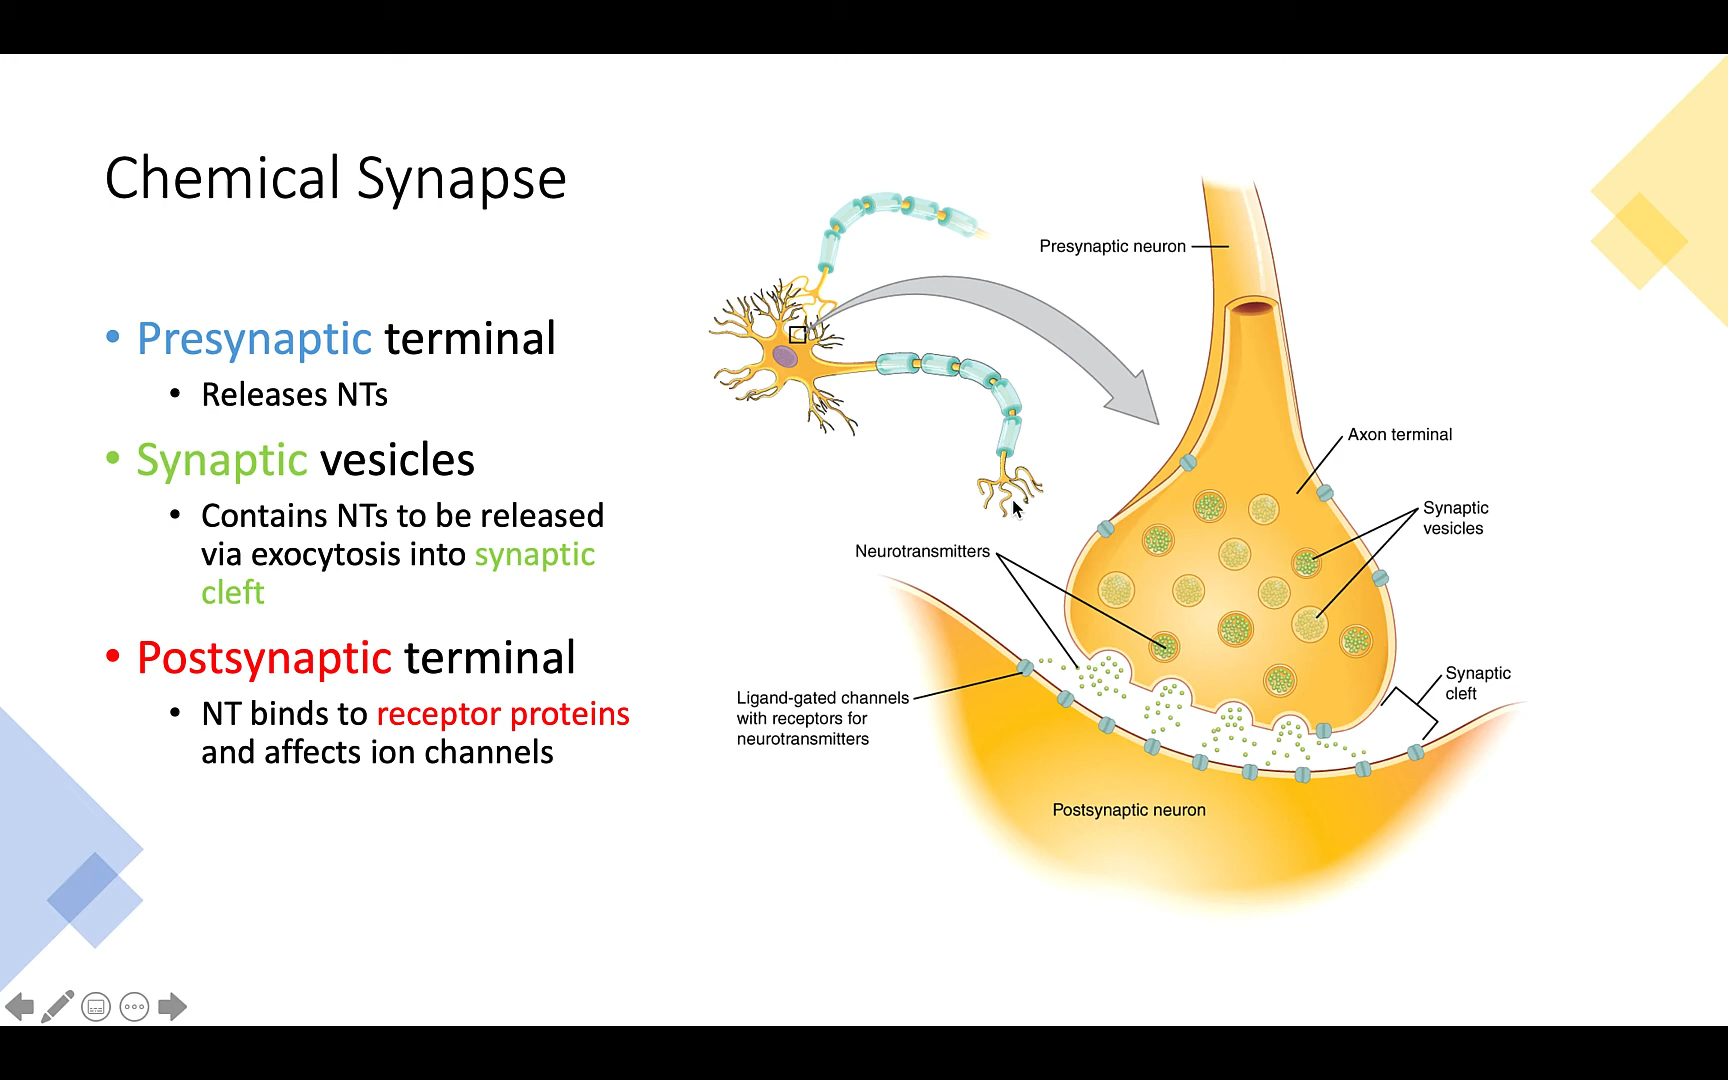 Chemical Synapse
• Presynaptic terminal
• Releases NTs
• Synaptic vesicles
• Contains NTs to be released
via exocytosis into synaptic
cleft
• Postsynaptic terminal
• NT binds to receptor proteins
and affects ion channels
Presynaptic neuron
Axon terminal
Synaptic
vesicles
Neurotransmitters
Synaptic
cleft
Ligand-gated channels
with receptors for
neurotransmitters
Postsynaptic neuron